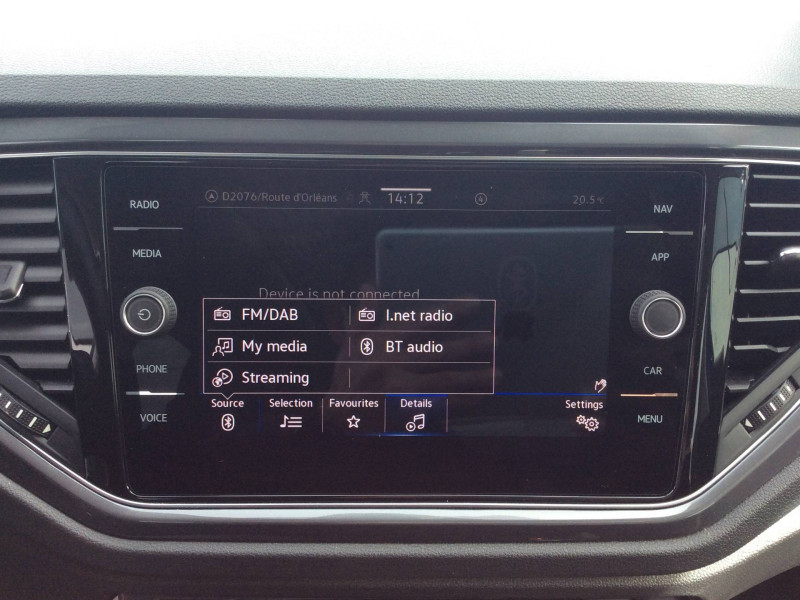 RADIO
MEDIA
PHONE
VOICE
D2076/Route d'Orléans
14:12
4
20.5°C
Device is not connected
FM/DAB
I.net radio
My media
BT audio
Streaming
Source
Selection
Favourites
Details
Settings
NAV
APP
CAR
MENU